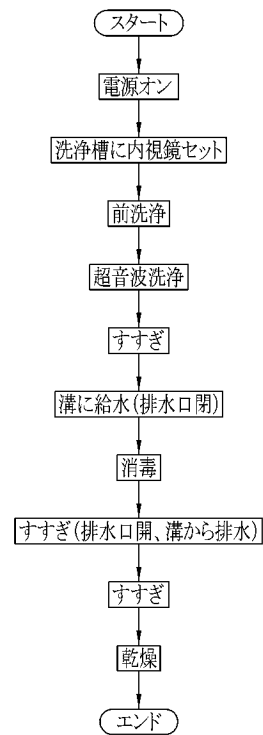 スタート
電源オン
洗浄槽に内視鏡セット
前洗浄
超音波洗浄
すすぎ
溝に給水(排水口閉)
消毒
すすぎ(排水口開、溝から排水)
すすぎ
乾燥
エンド